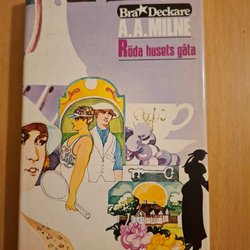 Bra★Deckare
A.A.MILNE
Röda husets gåta